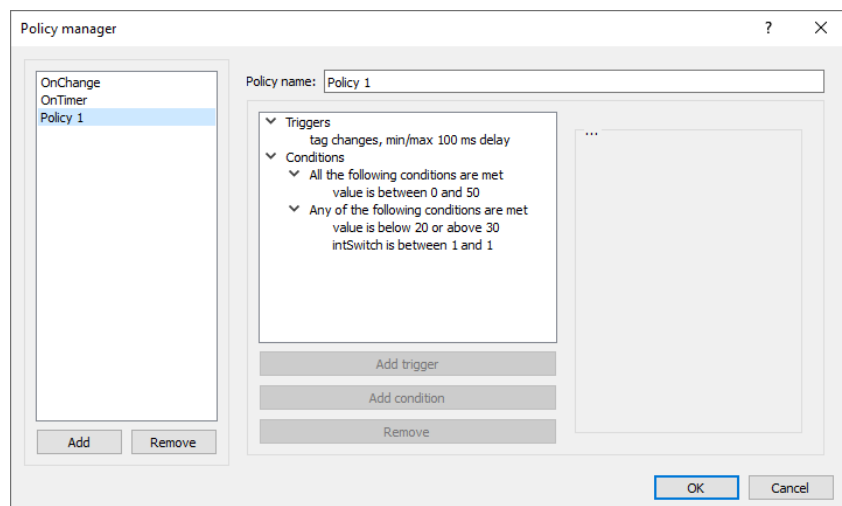 Policy manager
?
OnChange
OnTimer
Policy 1
Add
Remove
Policy name: Policy 1
Triggers
tag changes, min/max 100 ms delay
Conditions
All the following conditions are met
value is between 0 and 50
Any of the following conditions are met
value is below 20 or above 30
intSwitch is between 1 and 1
Add trigger
Add condition
Remove
...
OK
Cancel